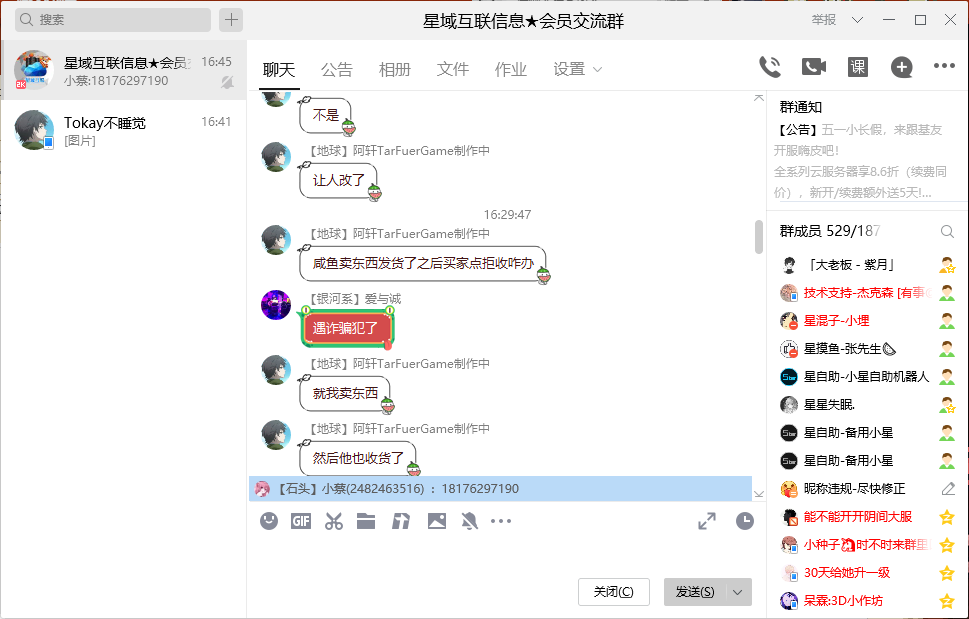 搜索
星域互联信息★会员交流群
举报
星域互联信息★会员
16:45
小蔡:18176297190
Tokay不睡觉
16:41
[图片]
聊天 公告 相册 文件 作业 设置
课
不是
【地球】阿轩TarFuerGame制作中
让人改了
16:29:47
【地球】阿轩TarFuerGame制作中
咸鱼卖东西发货了之后买家点拒收咋办
【银河系】爱与诚
遇诈骗犯了
【地球】阿轩TarFuerGame制作中
就我卖东西
【地球】阿轩TarFuerGame制作中
然后他也收货了
【石头】小蔡(2482463516) : 18176297190
GIF
关闭(C)
发送(S)
群通知
【公告】五一小长假，来跟基友
开服嗨皮吧!
全系列云服务器享8.6折（续费同
价），新开/续费额外送5天!...
群成员 529/187
「大老板 - 紫月」
技术支持-杰克森 [有事
星混子-小埋
星摸鱼-张先生
星自助-小星自助机器人
星星失眠.
星自助-备用小星
星自助-备用小星
昵称违规-尽快修正
能不能开开阴间大服
小种子时不时来群里
30天给她升一级
呆霖:3D小作坊